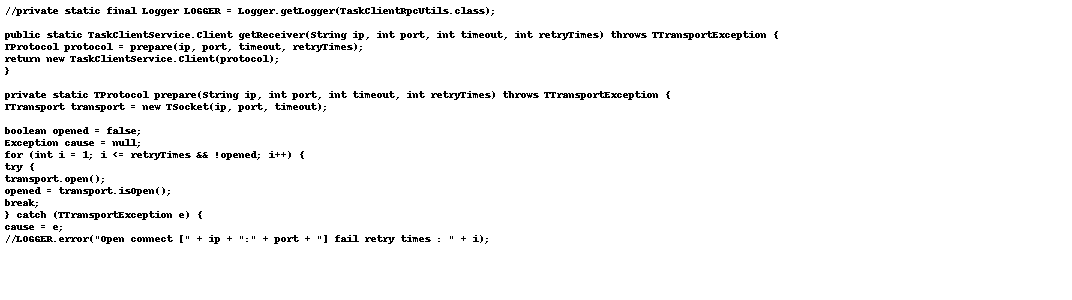 //private static final Logger LOGGER = Logger.getLogger(TaskClientRpcUtils.class);
public static TaskClientService.Client getReceiver(String ip, int port, int timeout, int retryTimes) throws TTransportException {
TProtocol protocol = prepare(ip, port, timeout, retryTimes);
return new TaskClientService.Client(protocol);
}
private static TProtocol prepare(String ip, int port, int timeout, int retryTimes) throws TTransportException {
TTransport transport = new TSocket(ip, port, timeout);
boolean opened = false;
Exception cause = null;
for (int i = 1; i <= retryTimes && !opened; i++) {
try {
transport.open();
opened = transport.isOpen();
break;
} catch (TTransportException e) {
cause = e;
//LOGGER.error("Open connect [" + ip + ":" + port + "] fail retry times : " + i);